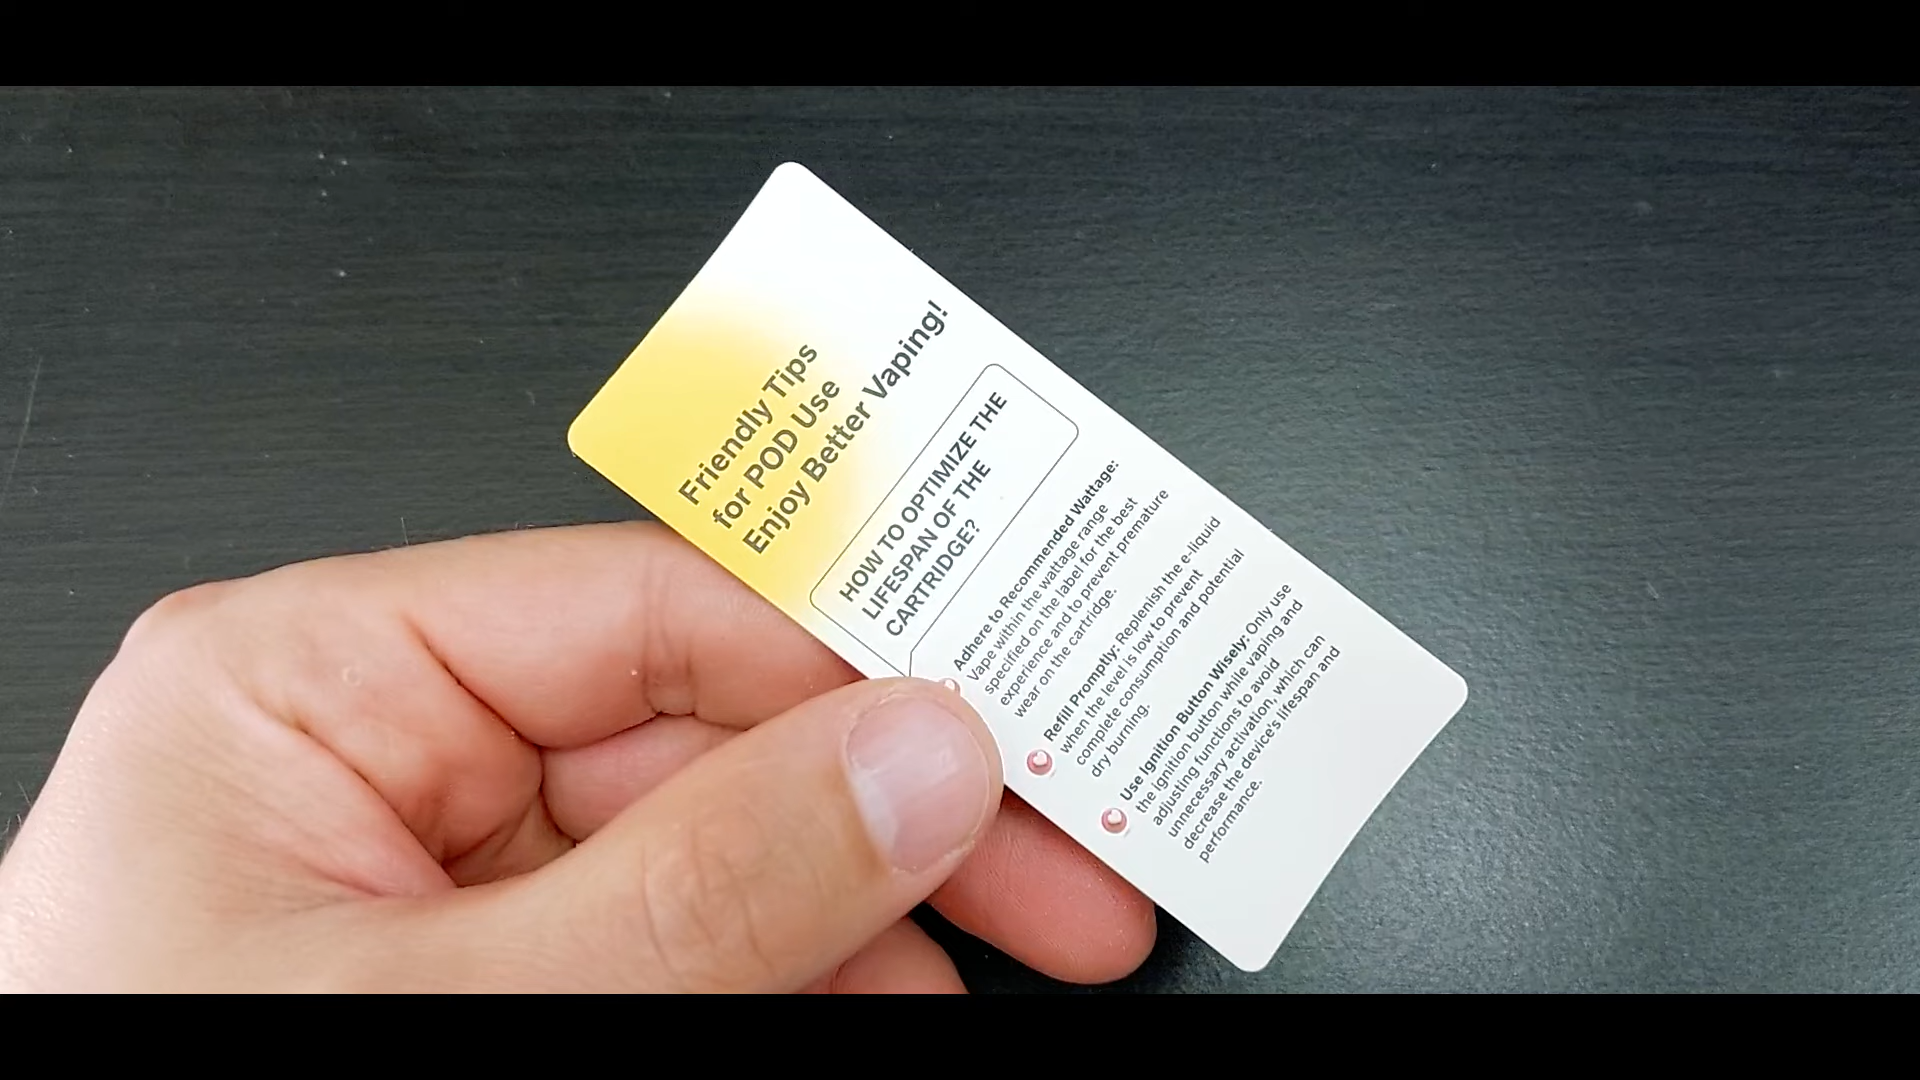 Friendly Tips
for POD Use
Enjoy Better Vaping!
HOW TO OPTIMIZE THE
LIFESPAN OF THE
CARTRIDGE?
Adhere to Recommended Wattage:
Vape within the wattage range
specified on the label for the best
experience and to prevent premature
wear on the cartridge.
Refill Promptly: Replenish the e-liquid
when the level is low to prevent
complete consumption and potential
dry burning.
Use Ignition Button Wisely: Only use
the ignition button while vaping and
adjusting functions to avoid
unnecessary activation, which can
decrease the device's lifespan and
performance.